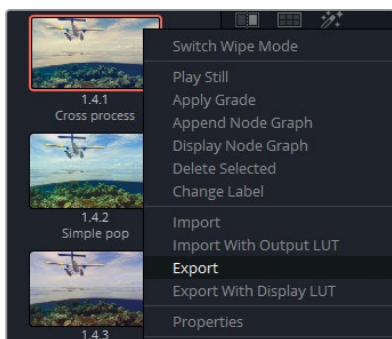 1.4.1
Cross process
1.4.2
Simple pop
1.4.3
Switch Wipe Mode
Play Still
Apply Grade
Append Node Graph
Display Node Graph
Delete Selected
Change Label
Import
Import With Output LUT
Export
Export With Display LUT
Properties